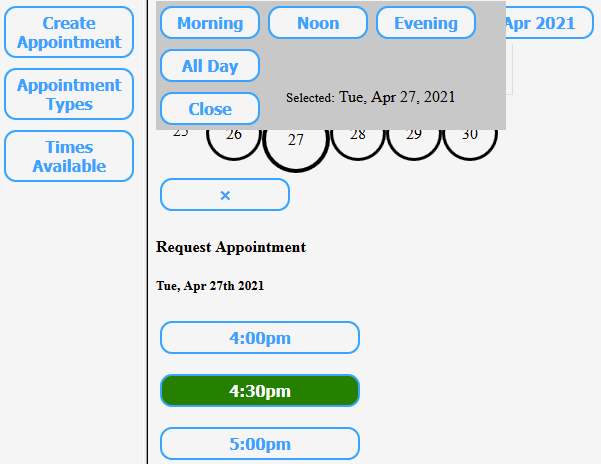 Create
Appointment
Appointment
Types
Times
Available
Morning Noon Evening Apr 2021
All Day
Close Selected: Tue, Apr 27, 2021
25 26 27 28 29 30
×
Request Appointment
Tue, Apr 27th 2021
4:00pm
4:30pm
5:00pm